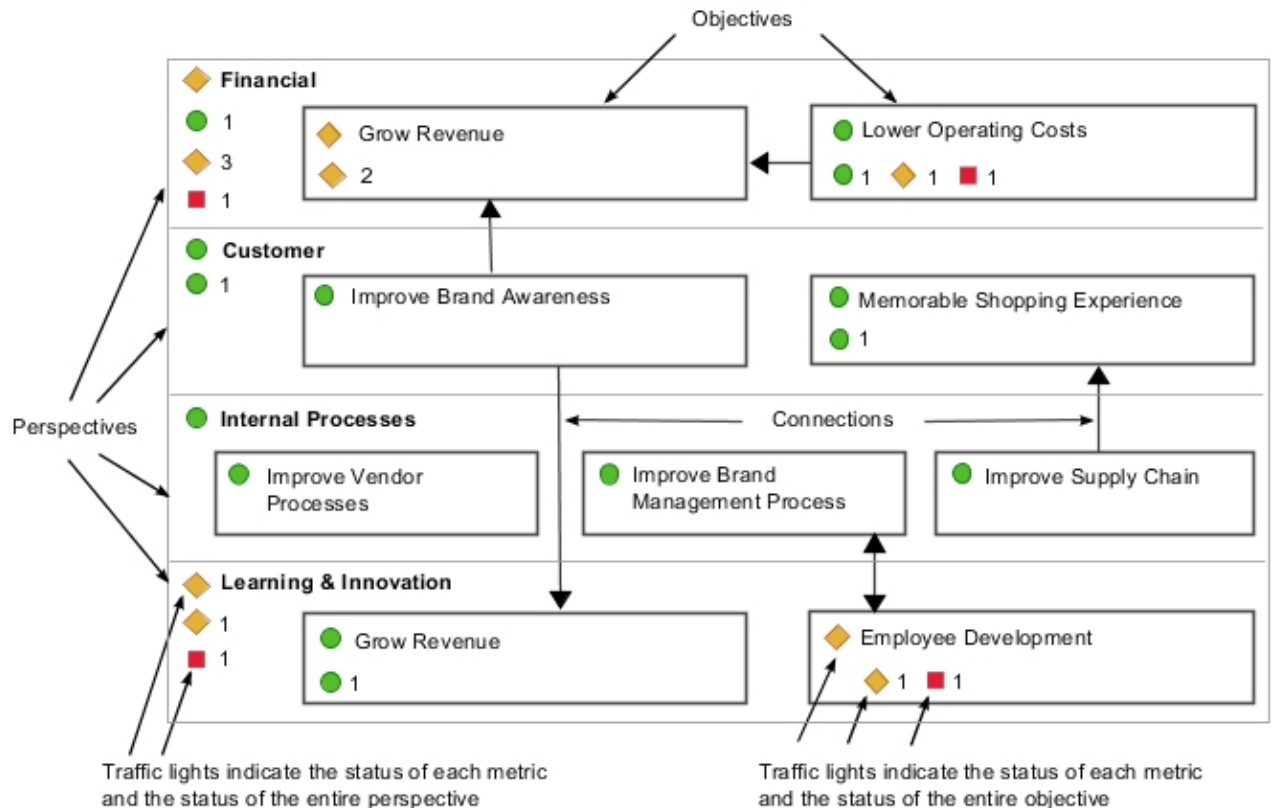 Objectives
Financial
1
3
1
Grow Revenue
2
Lower Operating Costs
1 1 1
Customer
1
Improve Brand Awareness
Memorable Shopping Experience
1
Perspectives
Internal Processes
Connections
Improve Vendor
Processes
Improve Brand
Management Process
Improve Supply Chain
Learning & Innovation
1
1
Grow Revenue
1
Employee Development
1 1
Traffic lights indicate the status of each metric
and the status of the entire perspective
Traffic lights indicate the status of each metric
and the status of the entire objective